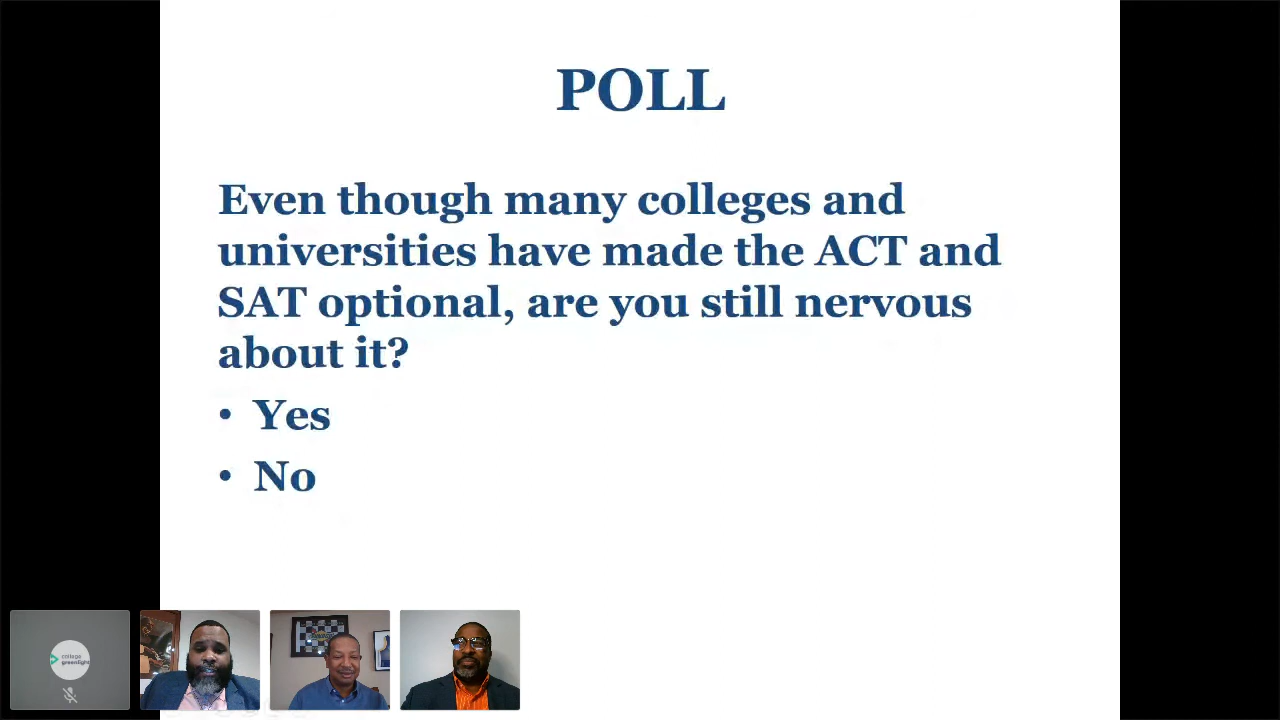 POLL
Even though many colleges and
universities have made the ACT and
SAT optional, are you still nervous
about it?
• Yes
• No
college
greenlight